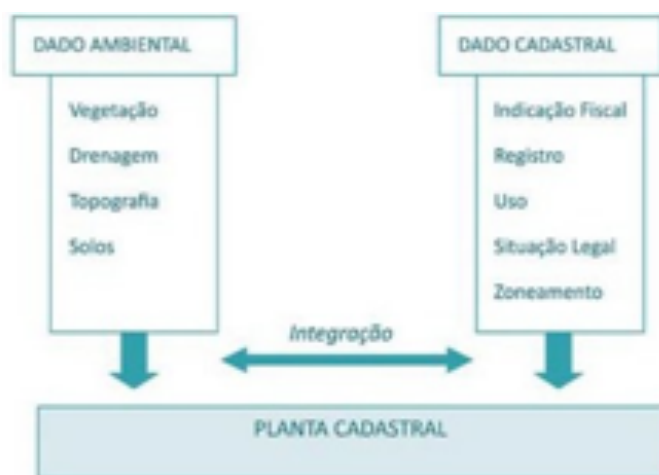 DADO AMBIENTAL
Vegetação
Drenagem
Topografia
Solos
DADO CADASTRAL
Indicação Fiscal
Registro
Uso
Situação Legal
Zoneamento
Integração
PLANTA CADASTRAL